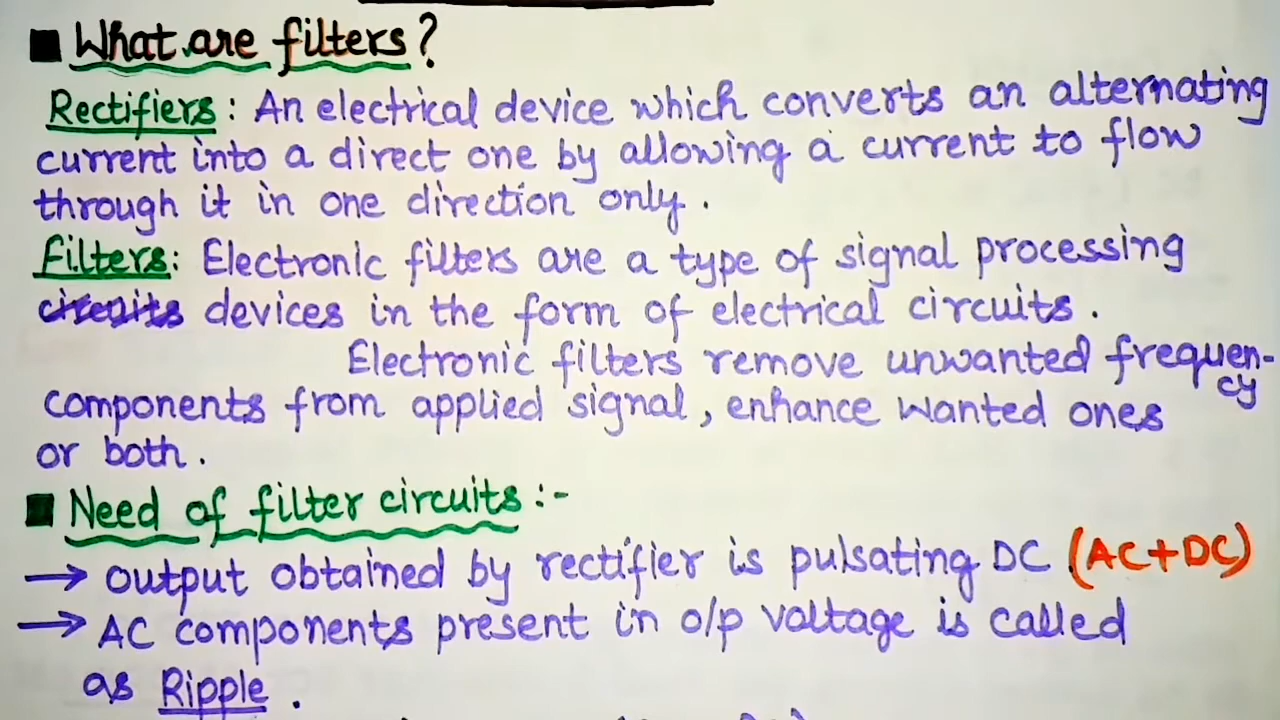 ■ What are filters?
Rectifiers: An electrical device which converts an alternating
current into a direct one by allowing a current to flow
through it in one direction only.
Filters: Electronic filters are a type of signal processing
circuits devices in the form of electrical circuits.
Electronic filters remove unwanted frequen-
cy
components from applied signal, enhance wanted ones
or both.
■ Need of filter circuits :-
→ output obtained by rectifier is pulsating DC (AC+DC)
→ AC components present in o/p voltage is called
as Ripple.